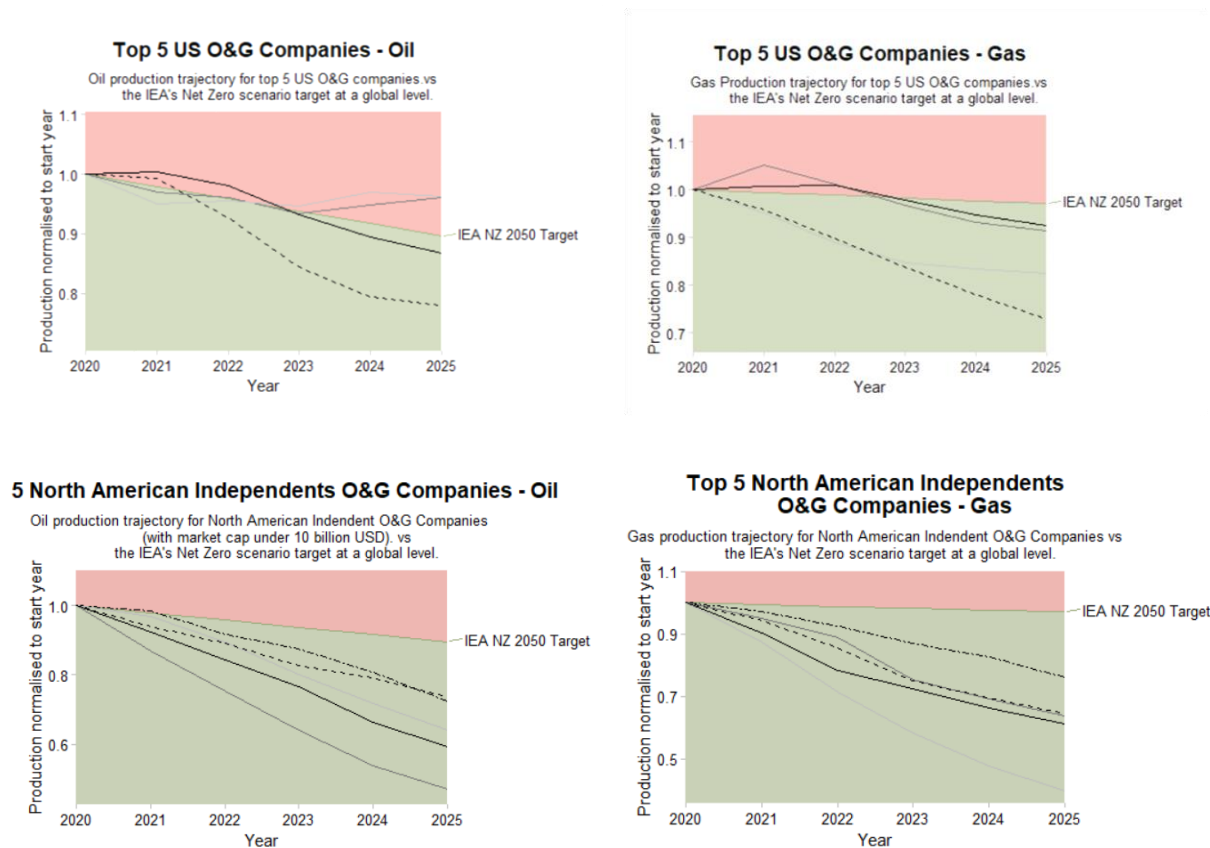 Top 5 US O&G Companies - Oil
Oil production trajectory for top 5 US O&G companies.vs
the IEA's Net Zero scenario target at a global level.
Production normalised to start year
1.1
1.0
0.9
0.8
IEA NZ 2050 Target
2020 2021 2022 2023 2024 2025
Year
Top 5 US O&G Companies - Gas
Gas Production trajectory for top 5 US O&G companies.vs
the IEA's Net Zero scenario target at a global level.
Production normalised to start year
1.1
1.0
0.9
0.8
0.7
IEA NZ 2050 Target
2020 2021 2022 2023 2024 2025
Year
5 North American Independents O&G Companies - Oil
Oil production trajectory for North American Indendent O&G Companies
(with market cap under 10 billion USD). vs
the IEA's Net Zero scenario target at a global level.
Production normalised to start year
1.0
0.8
0.6
IEA NZ 2050 Target
2020 2021 2022 2023 2024 2025
Year
Top 5 North American Independents
O&G Companies - Gas
Gas production trajectory for North American Indendent O&G Companies vs
the IEA's Net Zero scenario target at a global level.
Production normalised to start year
1.1
0.9
0.7
0.5
IEA NZ 2050 Target
2020 2021 2022 2023 2024 2025
Year